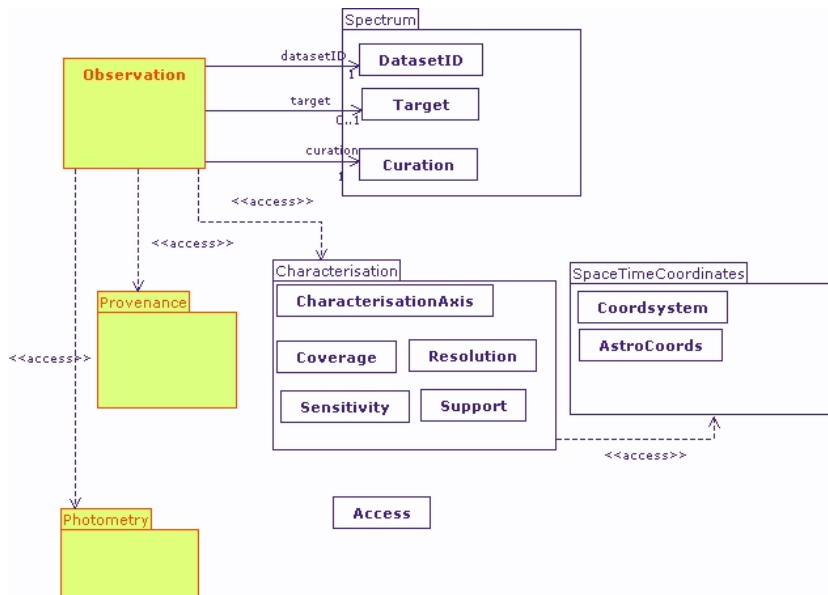 Spectrum
datasetID
DatasetID
1
Observation
target
Target
0..1
curation
Curation
1
<<access>>
<<access>>
Characterisation
SpaceTimeCoordinates
CharacterisationAxis
Coordsystem
Provenance
AstroCoords
Coverage
Resolution
<<access>>
Sensitivity
Support
<<access>>
Access
Photometry